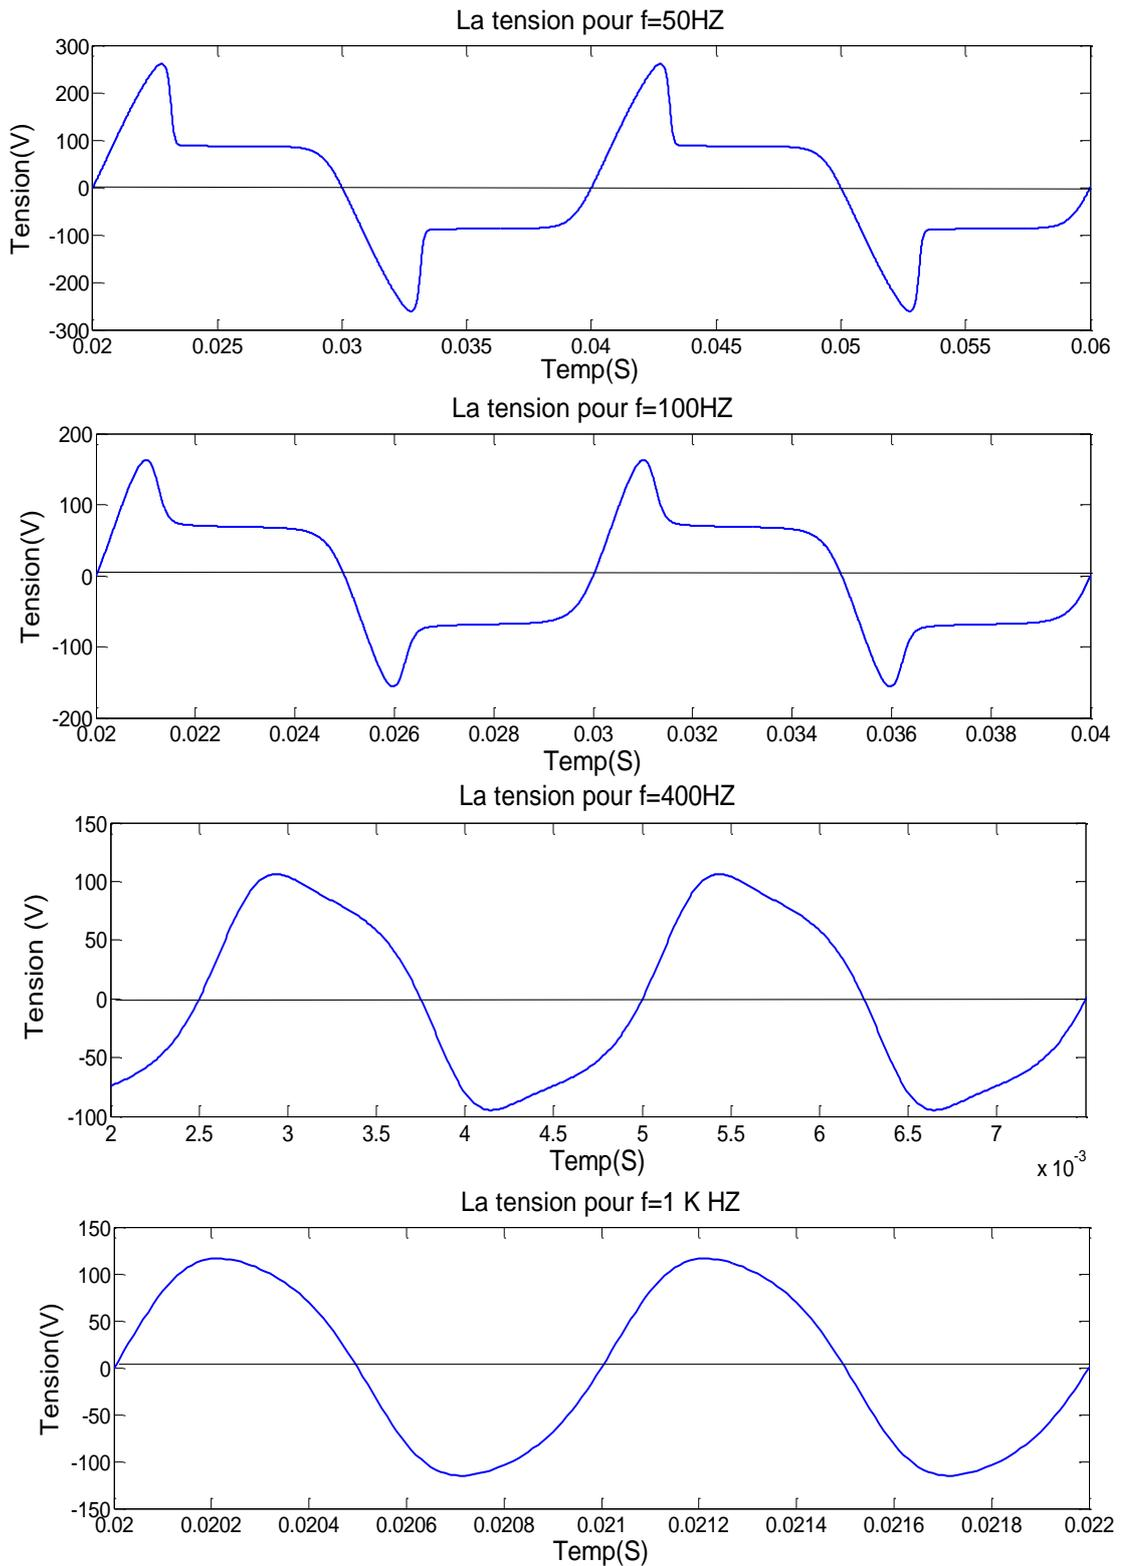 La tension pour f=50HZ
300
200
100
0
-100
-200
-300
Tension(V)
0.02 0.025 0.03 0.035 0.04 0.045 0.05 0.055 0.06
Temp(S)
La tension pour f=100HZ
200
100
0
-100
-200
Tension(V)
0.02 0.022 0.024 0.026 0.028 0.03 0.032 0.034 0.036 0.038 0.04
Temp(S)
La tension pour f=400HZ
150
100
50
0
-50
-100
Tension (V)
2 2.5 3 3.5 4 4.5 5 5.5 6 6.5 7
Temp(S)
x 10-3
La tension pour f=1 K HZ
150
100
50
0
-50
-100
-150
Tension(V)
0.02 0.0202 0.0204 0.0206 0.0208 0.021 0.0212 0.0214 0.0216 0.0218 0.022
Temp(S)